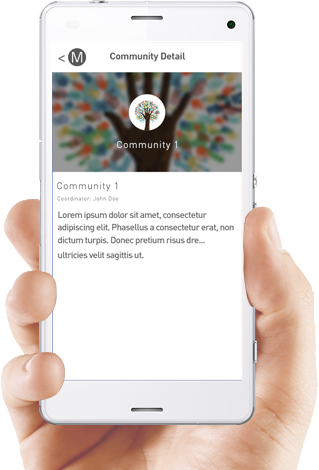 < M Community Detail
Community 1
Community 1
Coordinator: John Doe
Lorem ipsum dolor sit amet, consectetur
adipiscing elit. Phasellus a consectetur erat, non
dictum turpis. Donec pretium risus dre...
ultricies velit sagittis ut.